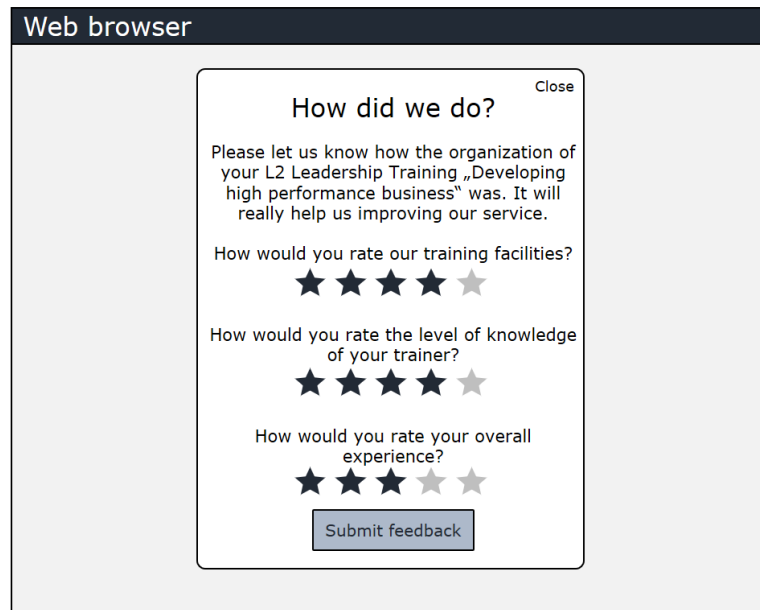 Web browser
Close
How did we do?
Please let us know how the organization of
your L2 Leadership Training „Developing
high performance business“ was. It will
really help us improving our service.
How would you rate our training facilities?
How would you rate the level of knowledge
of your trainer?
How would you rate your overall
experience?
Submit feedback